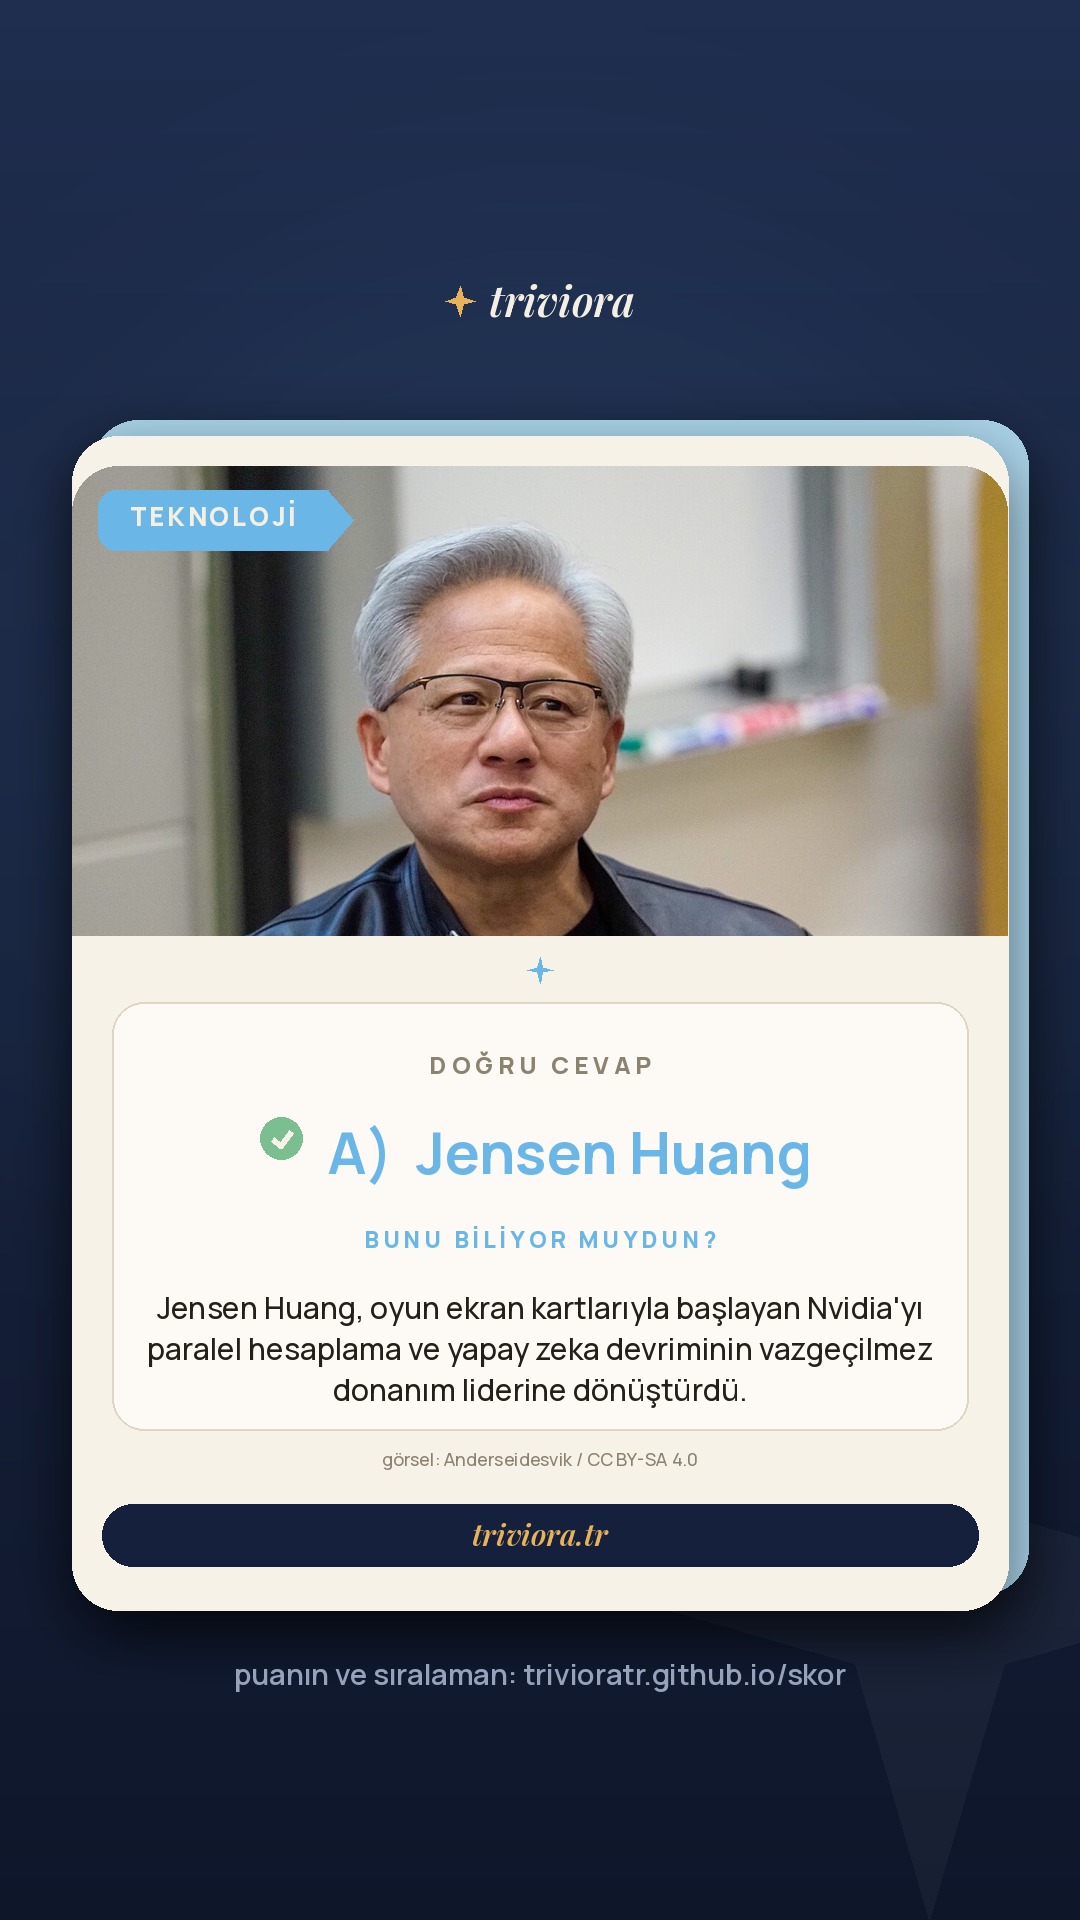 triviora
TEKNOLOJİ
DOĞRU CEVAP
A) Jensen Huang
BUNU BİLİYOR MUYDUN?
Jensen Huang, oyun ekran kartlarıyla başlayan Nvidia'yı
paralel hesaplama ve yapay zeka devriminin vazgeçilmez
donanım liderine dönüştürdü.
görsel: Anderseidesvik / CC BY-SA 4.0
triviora.tr
puanın ve sıralaman: trivioratr.github.io/skor